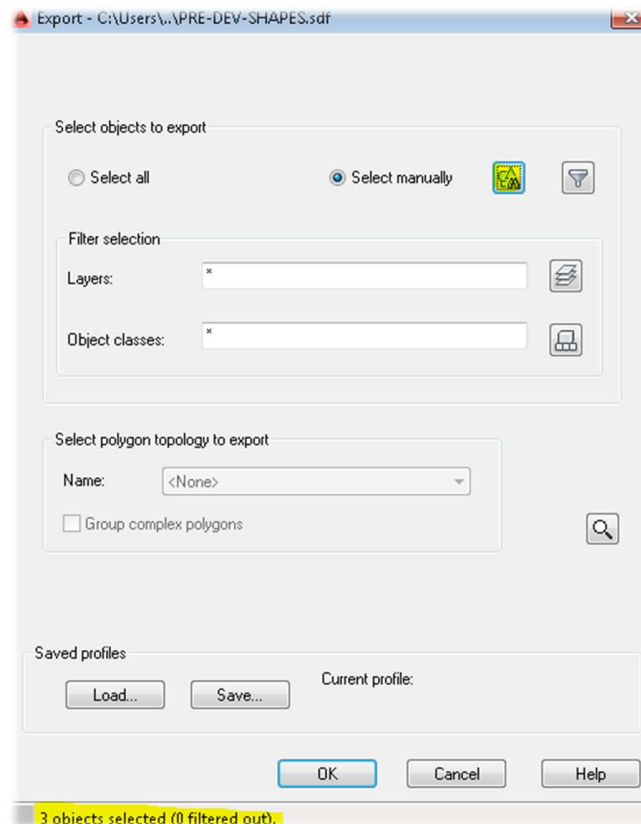 Export - C:\Users\..\PRE-DEV-SHAPES.sdf
Select objects to export
Select all
Select manually
Filter selection
Layers: *
Object classes: *
Select polygon topology to export
Name: <None>
Group complex polygons
Saved profiles
Load... Save... Current profile:
OK Cancel Help
3 objects selected (0 filtered out).